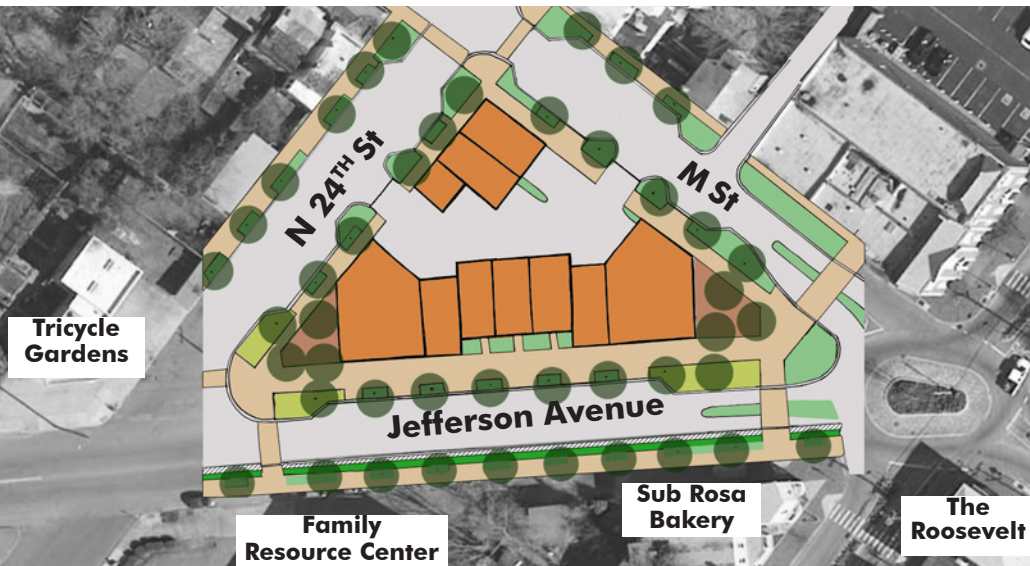 N 24TH St
M St
Tricycle
Gardens
Jefferson Avenue
Sub Rosa
Bakery
The
Roosevelt
Family
Resource Center